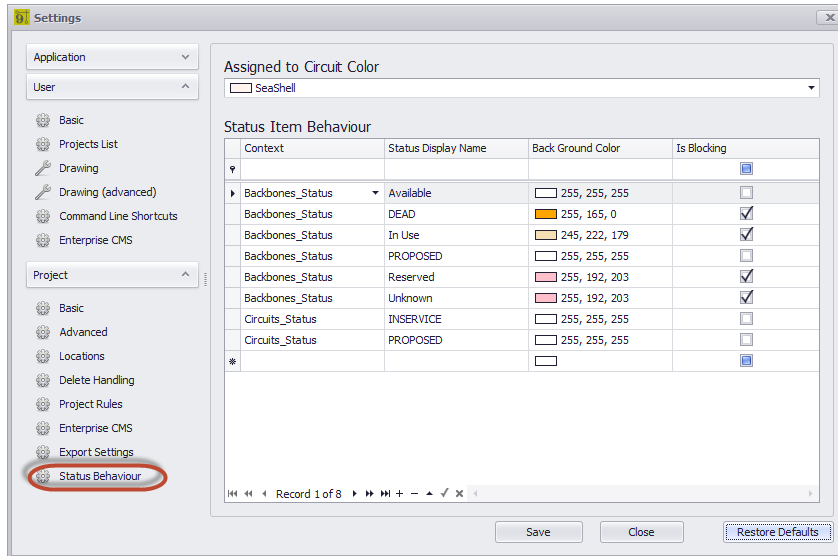 Settings
Application
User
Basic
Projects List
Drawing
Drawing (advanced)
Command Line Shortcuts
Enterprise CMS
Project
Basic
Advanced
Locations
Delete Handling
Project Rules
Enterprise CMS
Export Settings
Status Behaviour
Assigned to Circuit Color
SeaShell
Status Item Behaviour
Context Status Display Name Back Ground Color Is Blocking
Backbones_Status Available 255, 255, 255
Backbones_Status DEAD 255, 165, 0
Backbones_Status In Use 245, 222, 179
Backbones_Status PROPOSED 255, 255, 255
Backbones_Status Reserved 255, 192, 203
Backbones_Status Unknown 255, 192, 203
Circuits_Status INSERVICE 255, 255, 255
Circuits_Status PROPOSED 255, 255, 255
Record 1 of 8
Save Close Restore Defaults